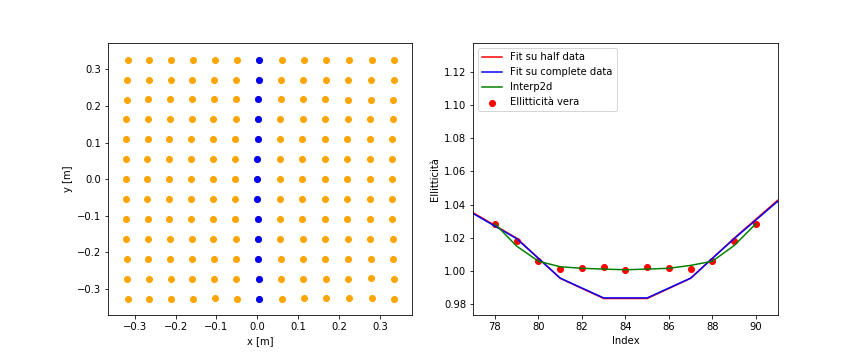 0.3
0.2
0.1
0.0
−0.1
−0.2
−0.3
y [m]
−0.3 −0.2 −0.1 0.0 0.1 0.2 0.3
x [m]
Fit su half data
Fit su complete data
Interp2d
Ellitticità vera
1.12
1.10
1.08
1.06
1.04
1.02
1.00
0.98
Ellitticità
78 80 82 84 86 88 90
Index